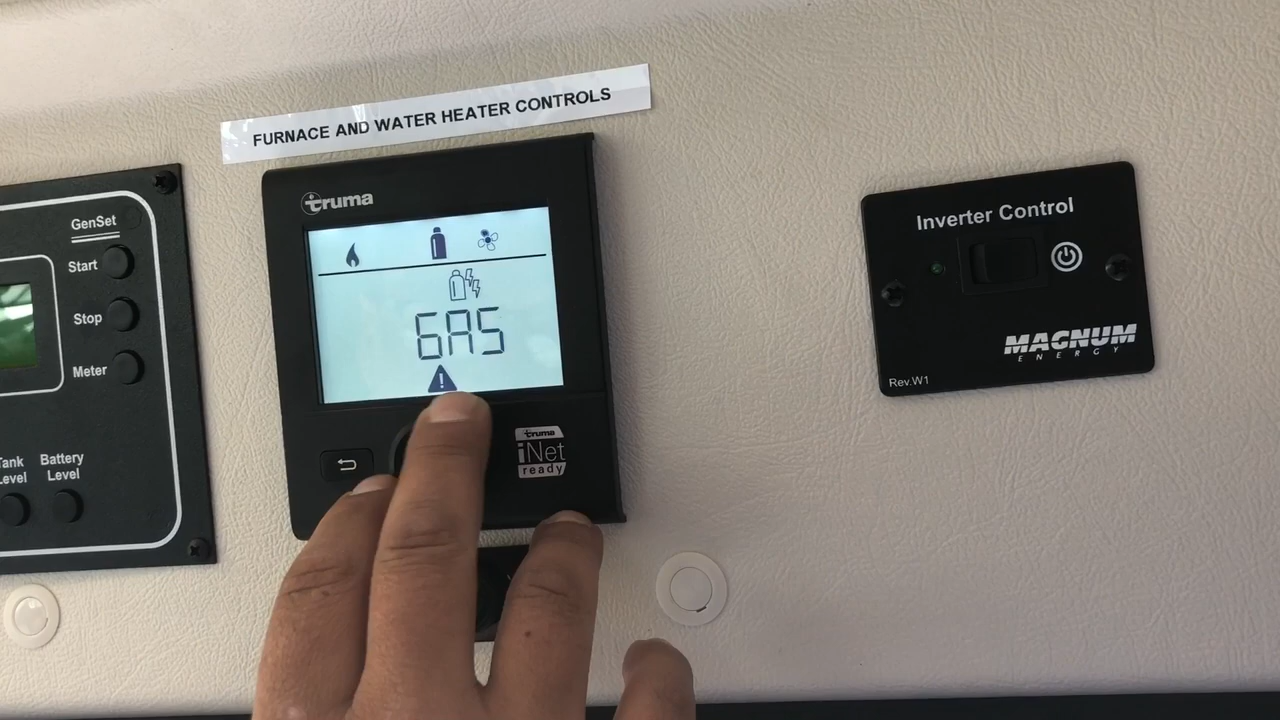 FURNACE AND WATER HEATER CONTROLS
GenSet
Start
Stop
Meter
Tank Level
Battery Level
truma
GAS
truma
iNet
ready
Inverter Control
MAGNUM
ENERGY
Rev.W1